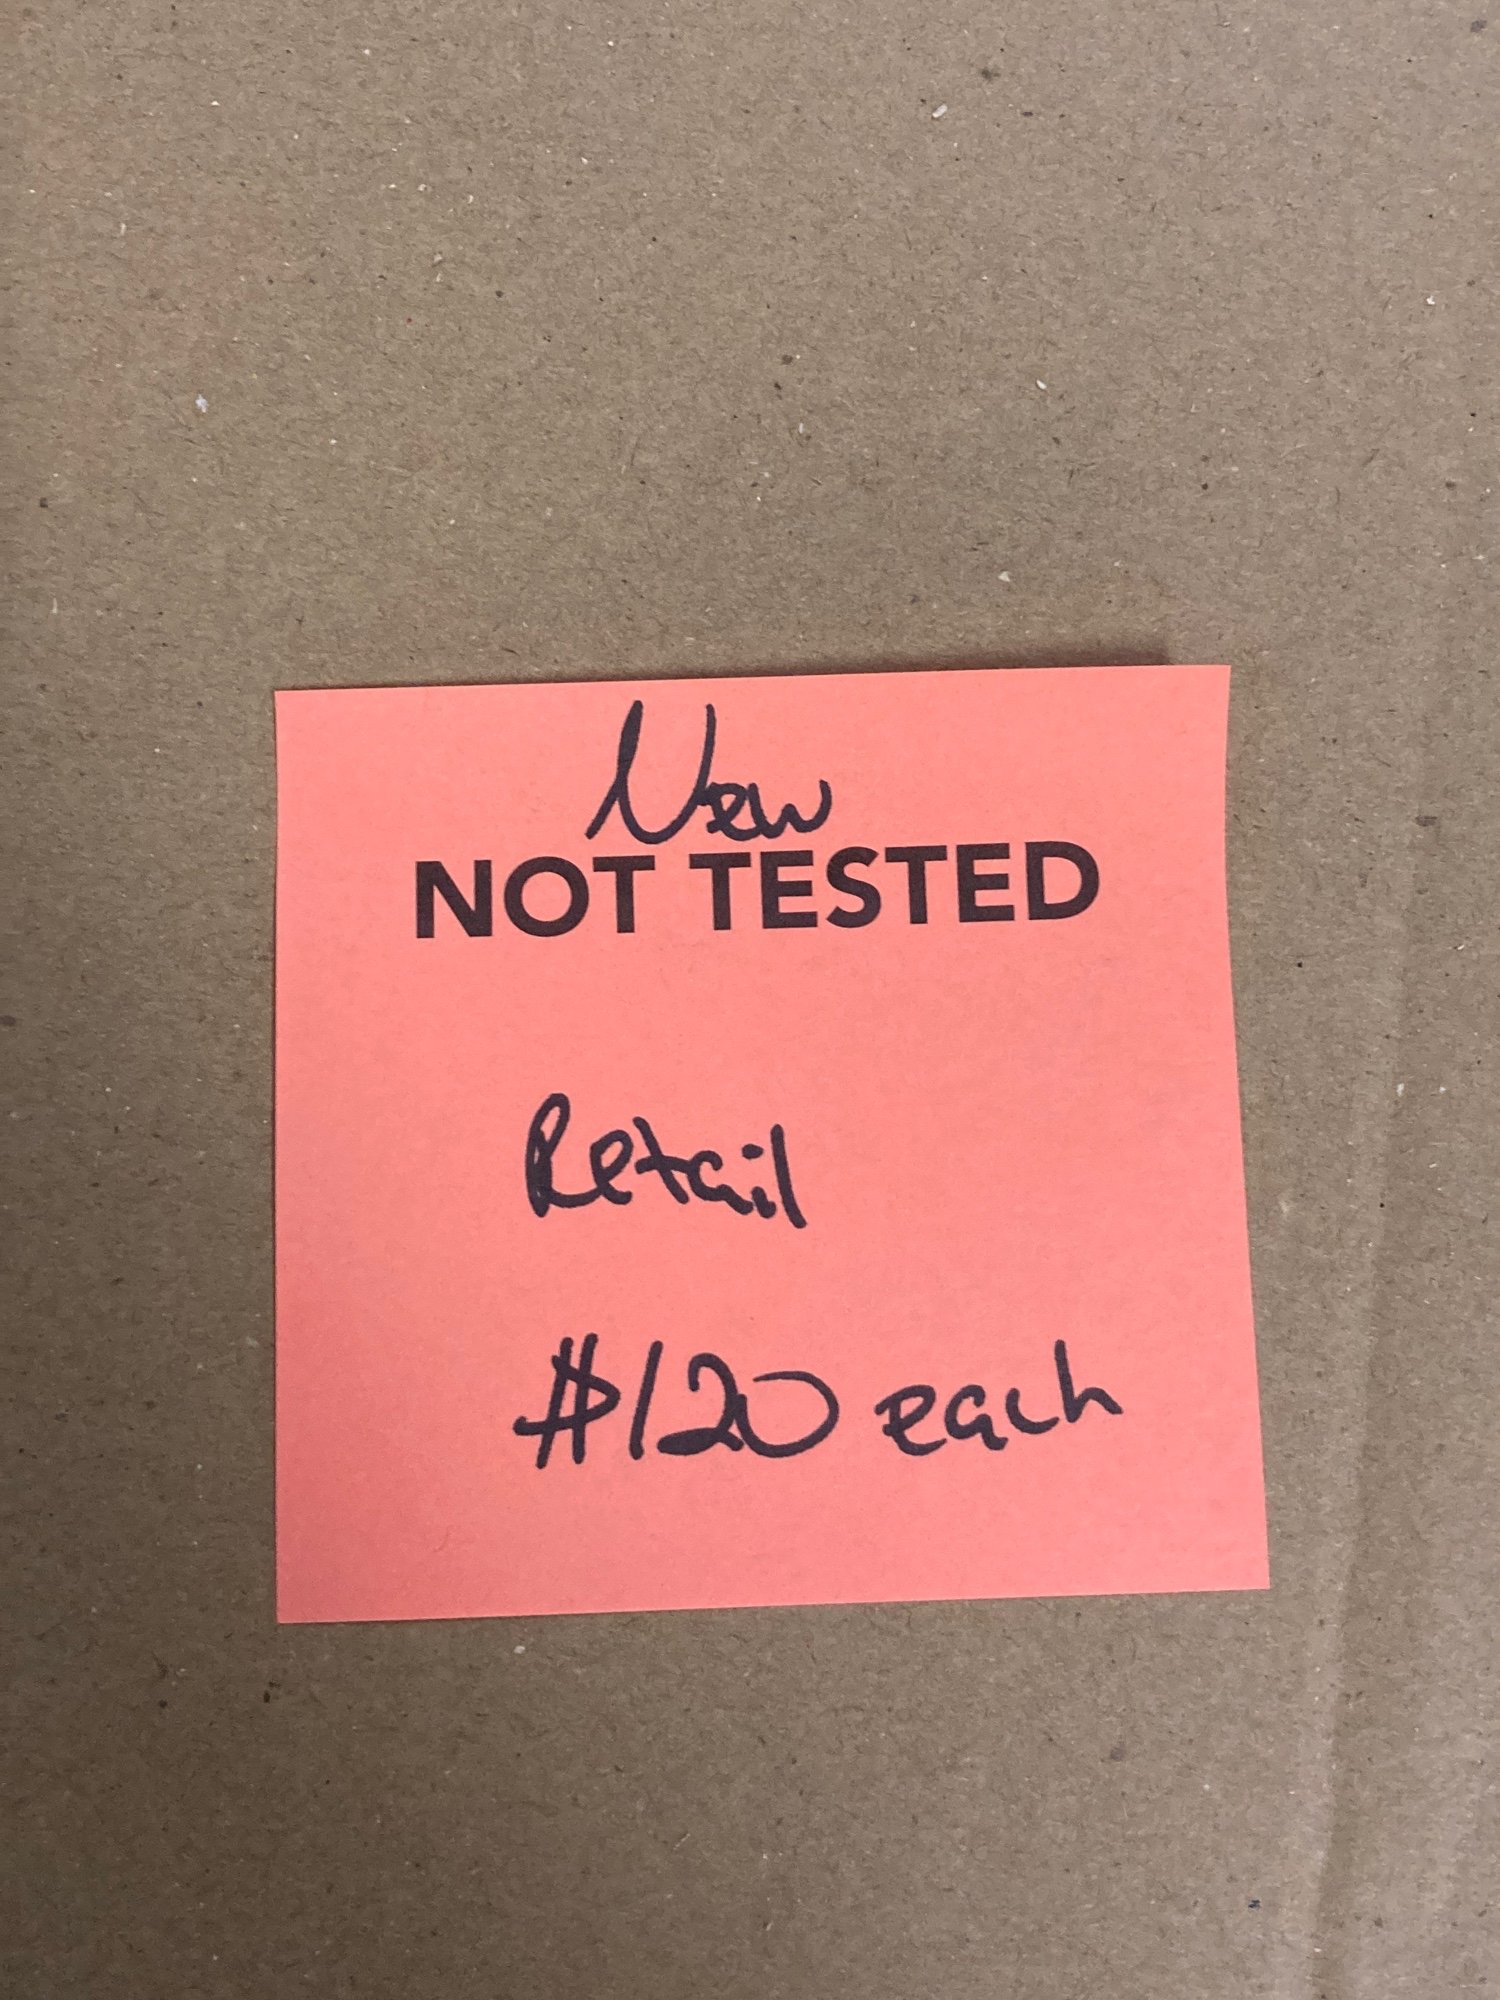 New
NOT TESTED
Retail
$120 each